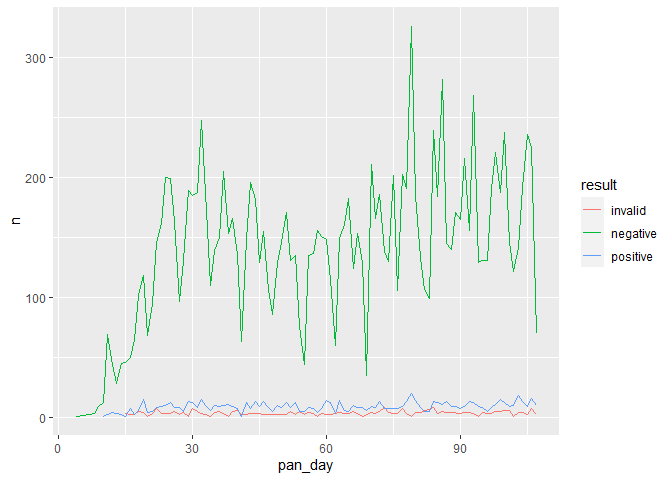 300
200
100
0
n
0 30 60 90
pan_day
result
invalid
negative
positive